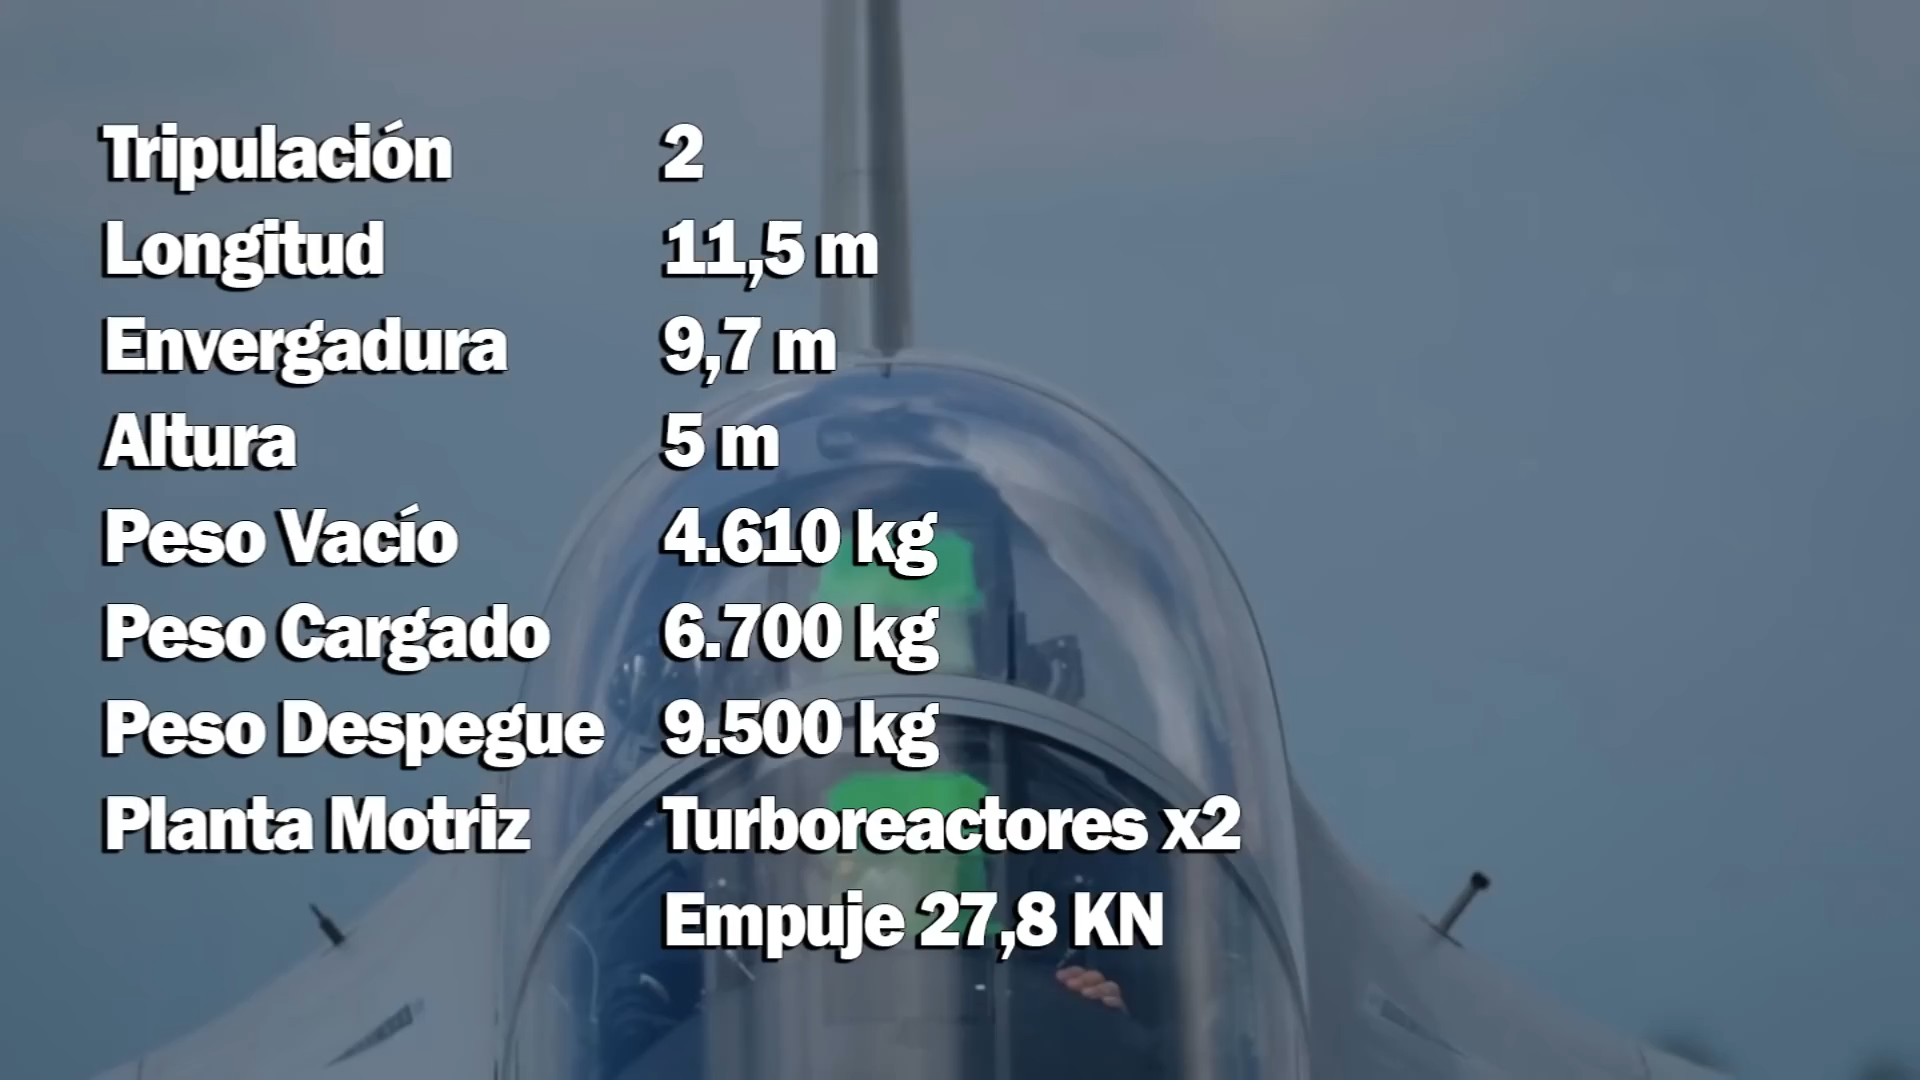 Tripulación 2
Longitud 11,5 m
Envergadura 9,7 m
Altura 5 m
Peso Vacío 4.610 kg
Peso Cargado 6.700 kg
Peso Despegue 9.500 kg
Planta Motriz Turboreactores x2
Empuje 27,8 KN